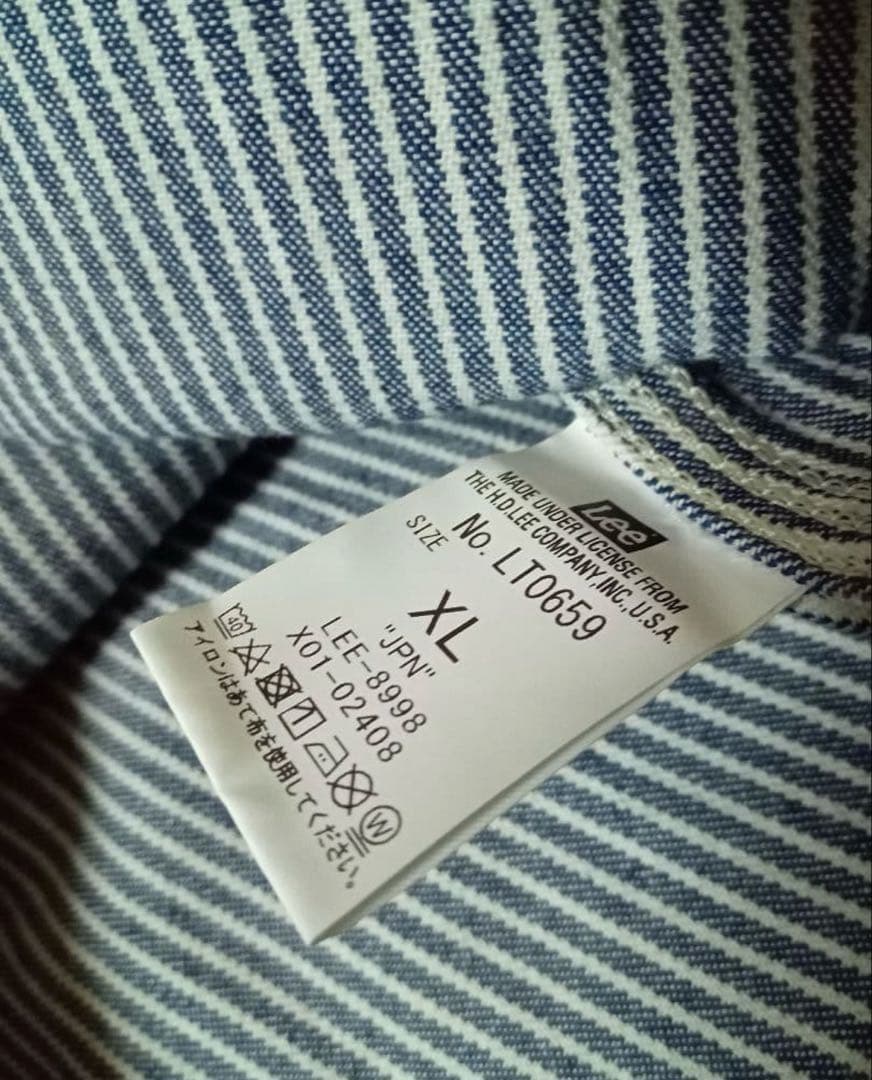 Lee
MADE UNDER LICENSE FROM
THE H.D.LEE COMPANY,INC.,U.S.A.
No. LT0659
SIZE
XL
"JPN"
LEE-8998
X01-02408
40
W
アイロンはあて布を使用してください。